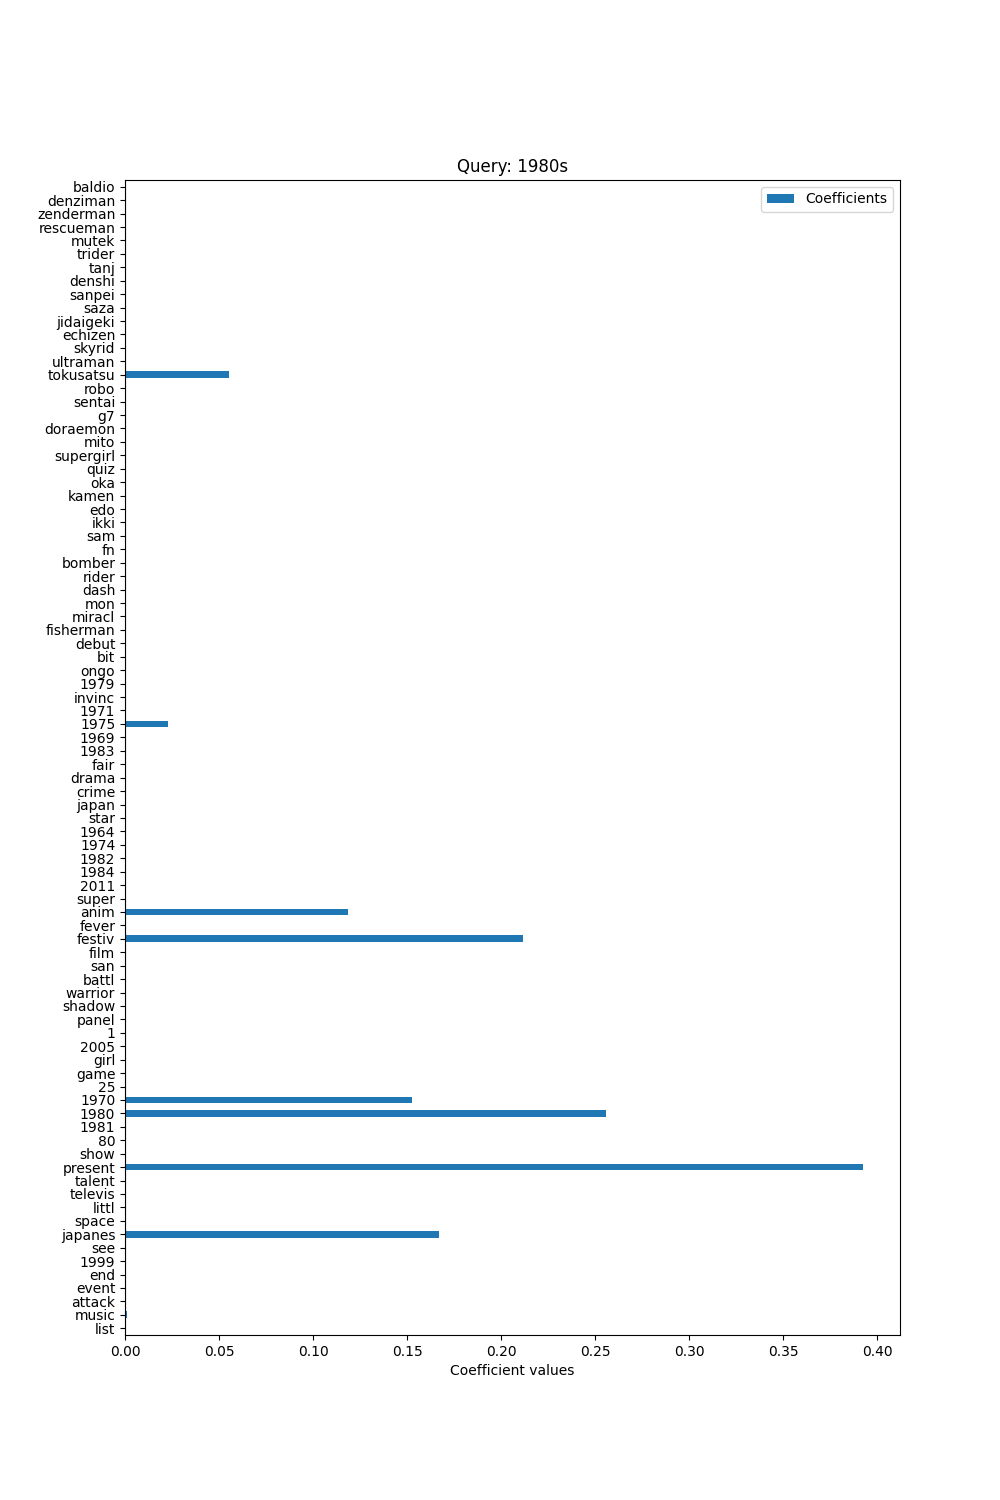 Query: 1980s
Coefficients
baldio
denziman
zenderman
rescueman
mutek
trider
tanj
denshi
sanpei
saza
jidaigeki
echizen
skyrid
ultraman
tokusatsu
robo
sentai
g7
doraemon
mito
supergirl
quiz
oka
kamen
edo
ikki
sam
fn
bomber
rider
dash
mon
miracl
fisherman
debut
bit
ongo
1979
invinc
1971
1975
1969
1983
fair
drama
crime
japan
star
1964
1974
1982
1984
2011
super
anim
fever
festiv
film
san
battl
warrior
shadow
panel
1
2005
girl
game
25
1970
1980
1981
80
show
present
talent
televis
littl
space
japanes
see
1999
end
event
attack
music
list
0.00 0.05 0.10 0.15 0.20 0.25 0.30 0.35 0.40
Coefficient values